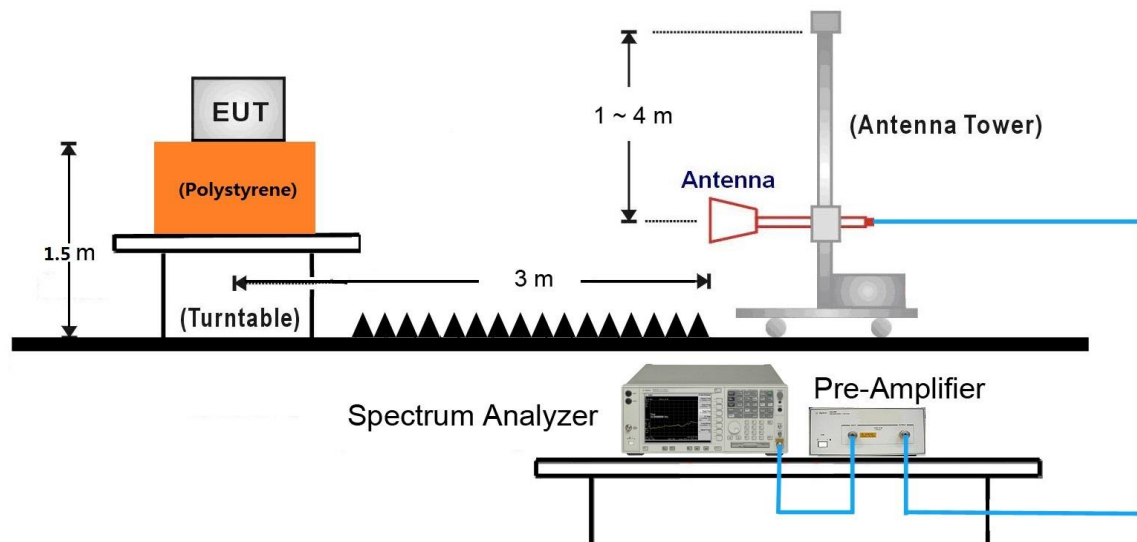 EUT
(Polystyrene)
1.5 m
(Turntable)
3 m
1 ~ 4 m
(Antenna Tower)
Antenna
Spectrum Analyzer
Pre-Amplifier